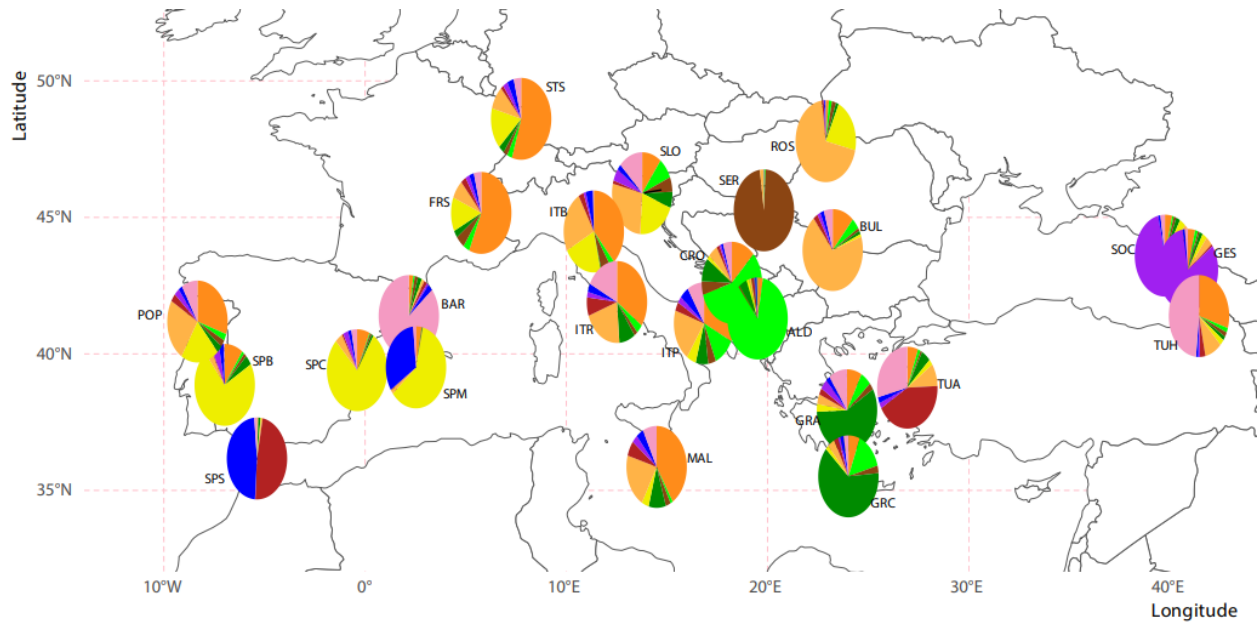 Latitude
50°N
45°N
40°N
35°N
STS
ROS
SLO
SER
FRS
ITB
BUL
SOC
GES
CRO
POP
BAR
ITR
ALD
ITP
TUH
SPB
SPC
SPM
TUA
GRA
MAL
SPS
GRC
10°W
0°
10°E
20°E
30°E
40°E
Longitude